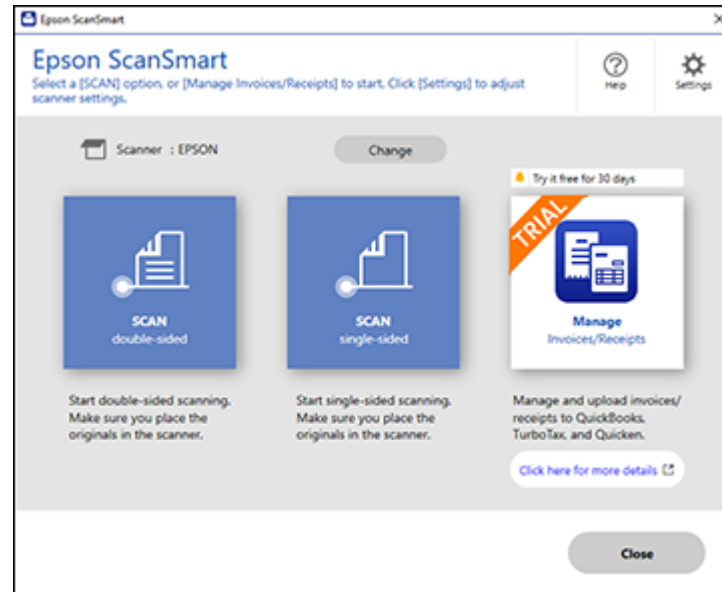 Epson ScanSmart
Epson ScanSmart
Select a [SCAN] option, or [Manage Invoices/Receipts] to start. Click [Settings] to adjust
scanner settings.
Help
Settings
Scanner : EPSON
Change
Try it free for 30 days
TRIAL
SCAN
double-sided
SCAN
single-sided
Manage
Invoices/Receipts
Start double-sided scanning.
Make sure you place the
originals in the scanner.
Start single-sided scanning.
Make sure you place the
originals in the scanner.
Manage and upload invoices/
receipts to QuickBooks,
TurboTax, and Quicken.
Click here for more details
Close